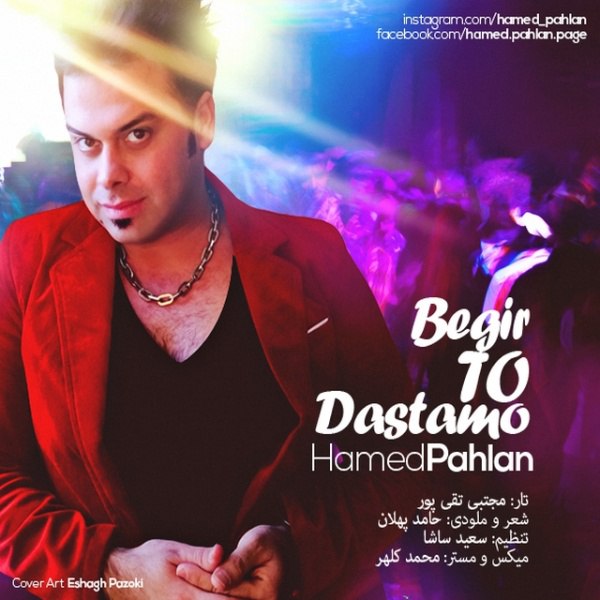 instagram.com/hamed_pahlan
facebook.com/hamed.pahlan.page
Begir
TO
Dastamo
HamedPahlan
تار: مجتبی تقی پور
شعر و ملودی: حامد پهلان
تنظیم: سعید ساشا
میکس و مستر: محمد کلهر
Cover Art Eshagh Pazoki